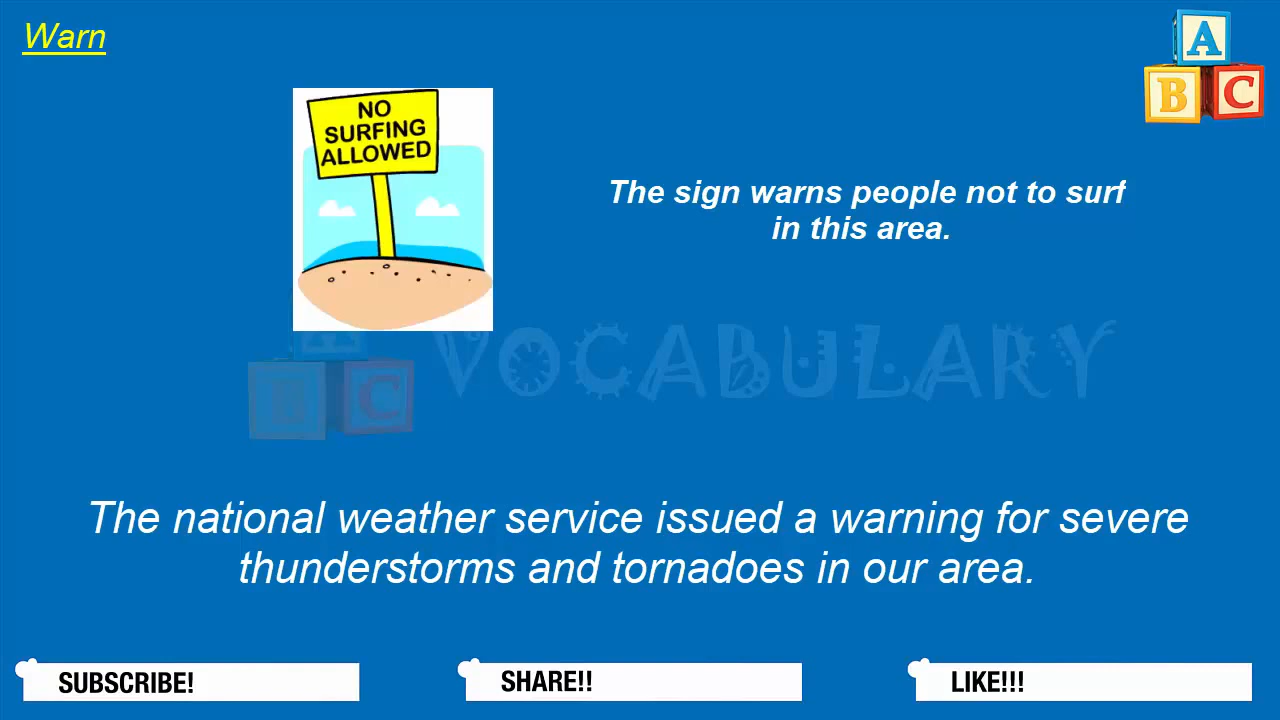 Warn
A
B C
NO
SURFING
ALLOWED
The sign warns people not to surf
in this area.
B C
VOCABULARY
The national weather service issued a warning for severe
thunderstorms and tornadoes in our area.
SUBSCRIBE!
SHARE!!
LIKE!!!